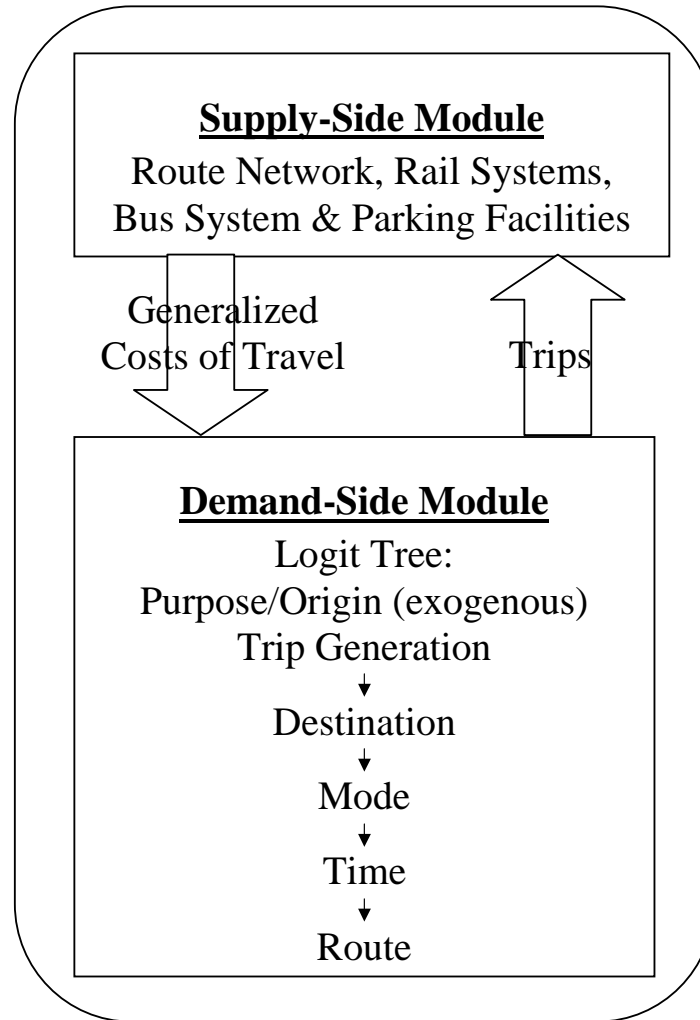 Supply-Side Module
Route Network, Rail Systems,
Bus System & Parking Facilities
Generalized
Costs of Travel
Trips
Demand-Side Module
Logit Tree:
Purpose/Origin (exogenous)
Trip Generation
Destination
Mode
Time
Route